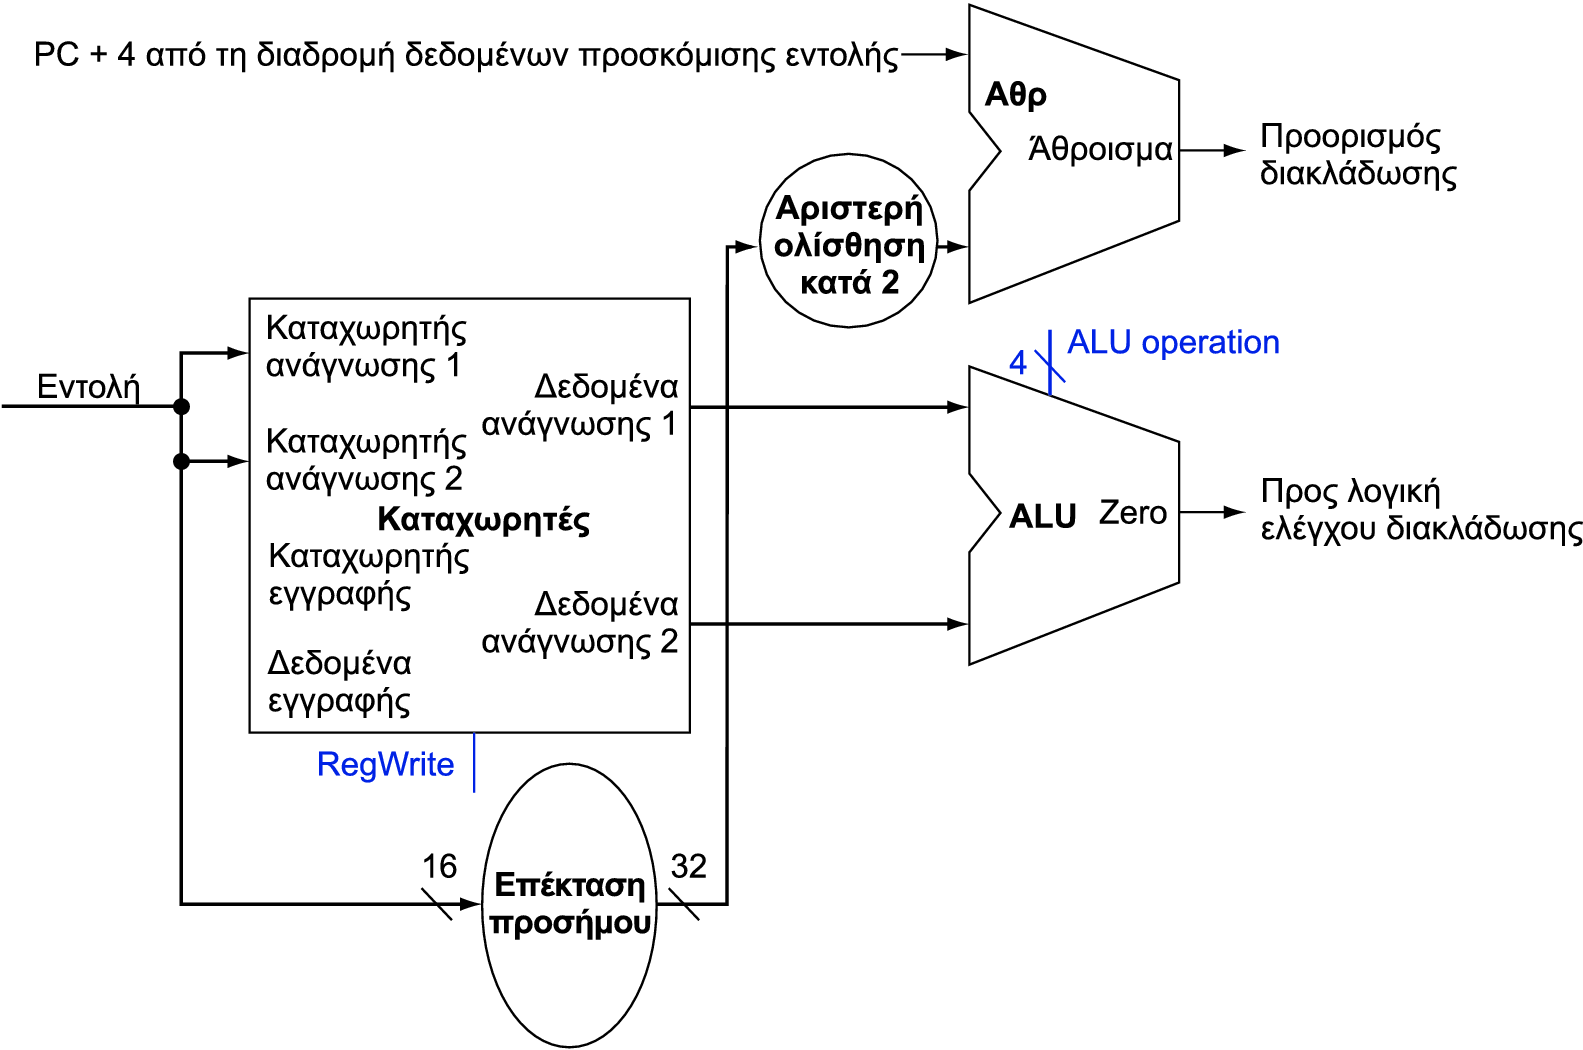 PC + 4 από τη διαδρομή δεδομένων προσκόμισης εντολής
Αθρ
Άθροισμα
Προορισμός
διακλάδωσης
Αριστερή
ολίσθηση
κατά 2
Εντολή
Καταχωρητής
ανάγνωσης 1
Καταχωρητής
ανάγνωσης 2
Καταχωρητές
Καταχωρητής
εγγραφής
Δεδομένα
εγγραφής
Δεδομένα
ανάγνωσης 1
Δεδομένα
ανάγνωσης 2
4
ALU operation
ALU
Zero
Προς λογική
ελέγχου διακλάδωσης
RegWrite
16
Επέκταση
προσήμου
32